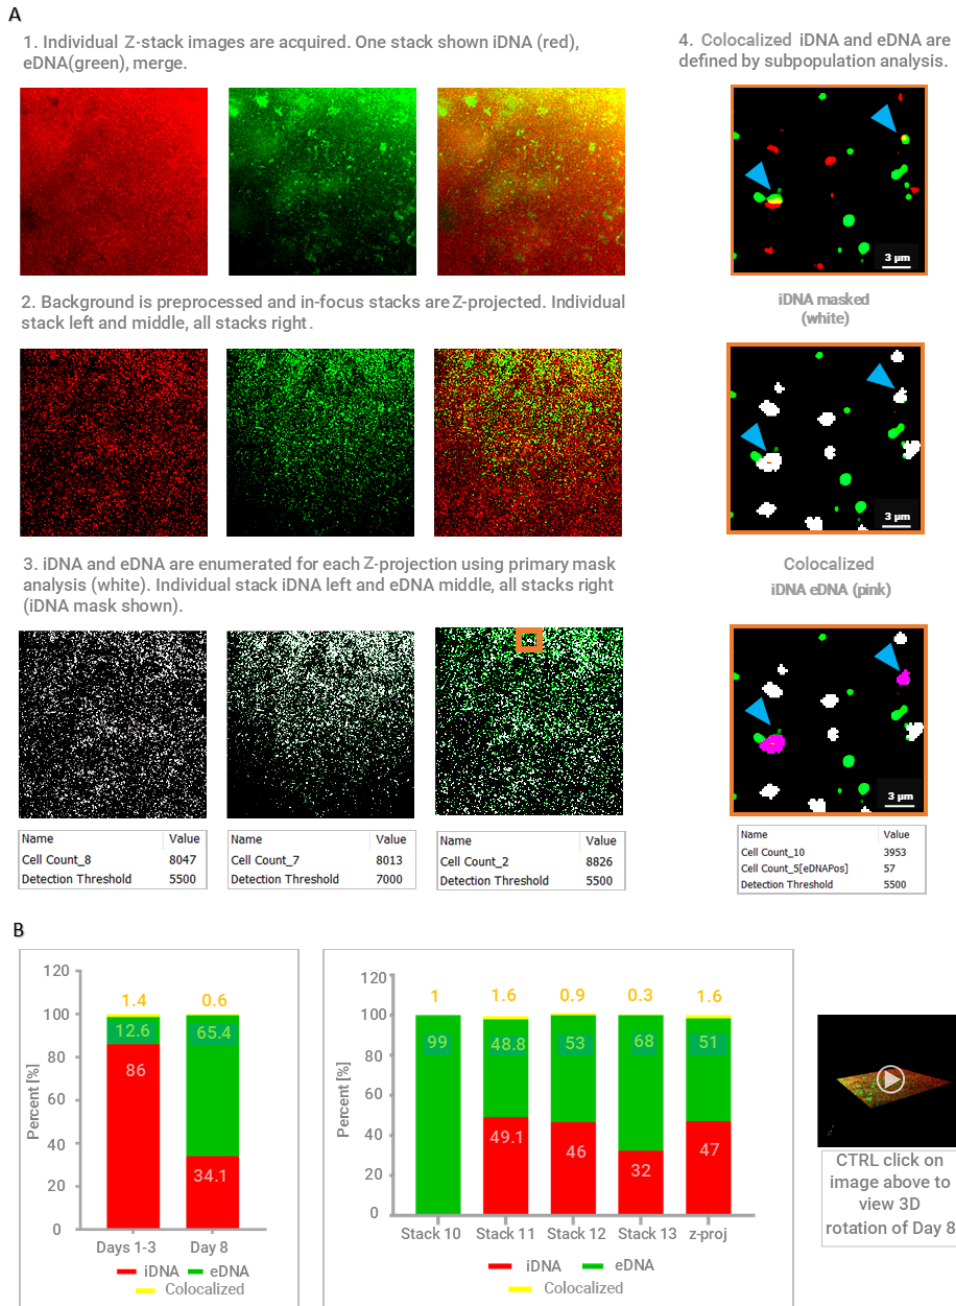 A
1. Individual Z-stack images are acquired. One stack shown iDNA (red),
eDNA(green), merge.
2. Background is preprocessed and in-focus stacks are Z-projected. Individual
stack left and middle, all stacks right.
3. iDNA and eDNA are enumerated for each Z-projection using primary mask
analysis (white). Individual stack iDNA left and eDNA middle, all stacks right
(iDNA mask shown).
Name Value
Cell Count_8 8047
Detection Threshold 5500
Name Value
Cell Count_7 8013
Detection Threshold 7000
Name Value
Cell Count_2 8826
Detection Threshold 5500
4. Colocalized iDNA and eDNA are
defined by subpopulation analysis.
3 µm
iDNA masked
(white)
3 µm
Colocalized
iDNA eDNA (pink)
3 µm
Name Value
Cell Count_10 3953
Cell Count_5[eDNAPos] 57
Detection Threshold 5500
B
Percent [%]
120
100
80
60
40
20
0
1.4 0.6
12.6 65.4
86
34.1
Days 1-3 Day 8
iDNA eDNA
Colocalized
Percent [%]
120
100
80
60
40
20
0
1 1.6 0.9 0.3 1.6
99 48.8 53 68 51
49.1 46 32 47
Stack 10 Stack 11 Stack 12 Stack 13 z-proj
iDNA eDNA
Colocalized
CTRL click on
image above to
view 3D
rotation of Day 8